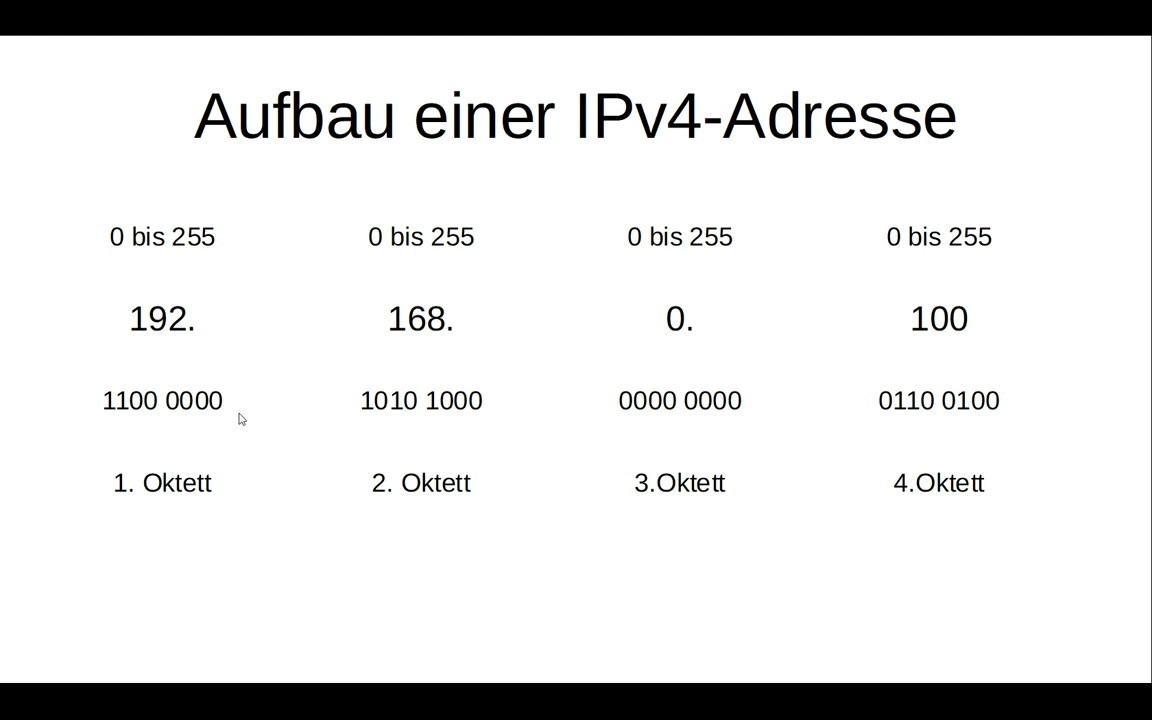 Aufbau einer IPv4-Adresse
0 bis 255 0 bis 255 0 bis 255 0 bis 255
192. 168. 0. 100
1100 0000 1010 1000 0000 0000 0110 0100
1. Oktett 2. Oktett 3.Oktett 4.Oktett